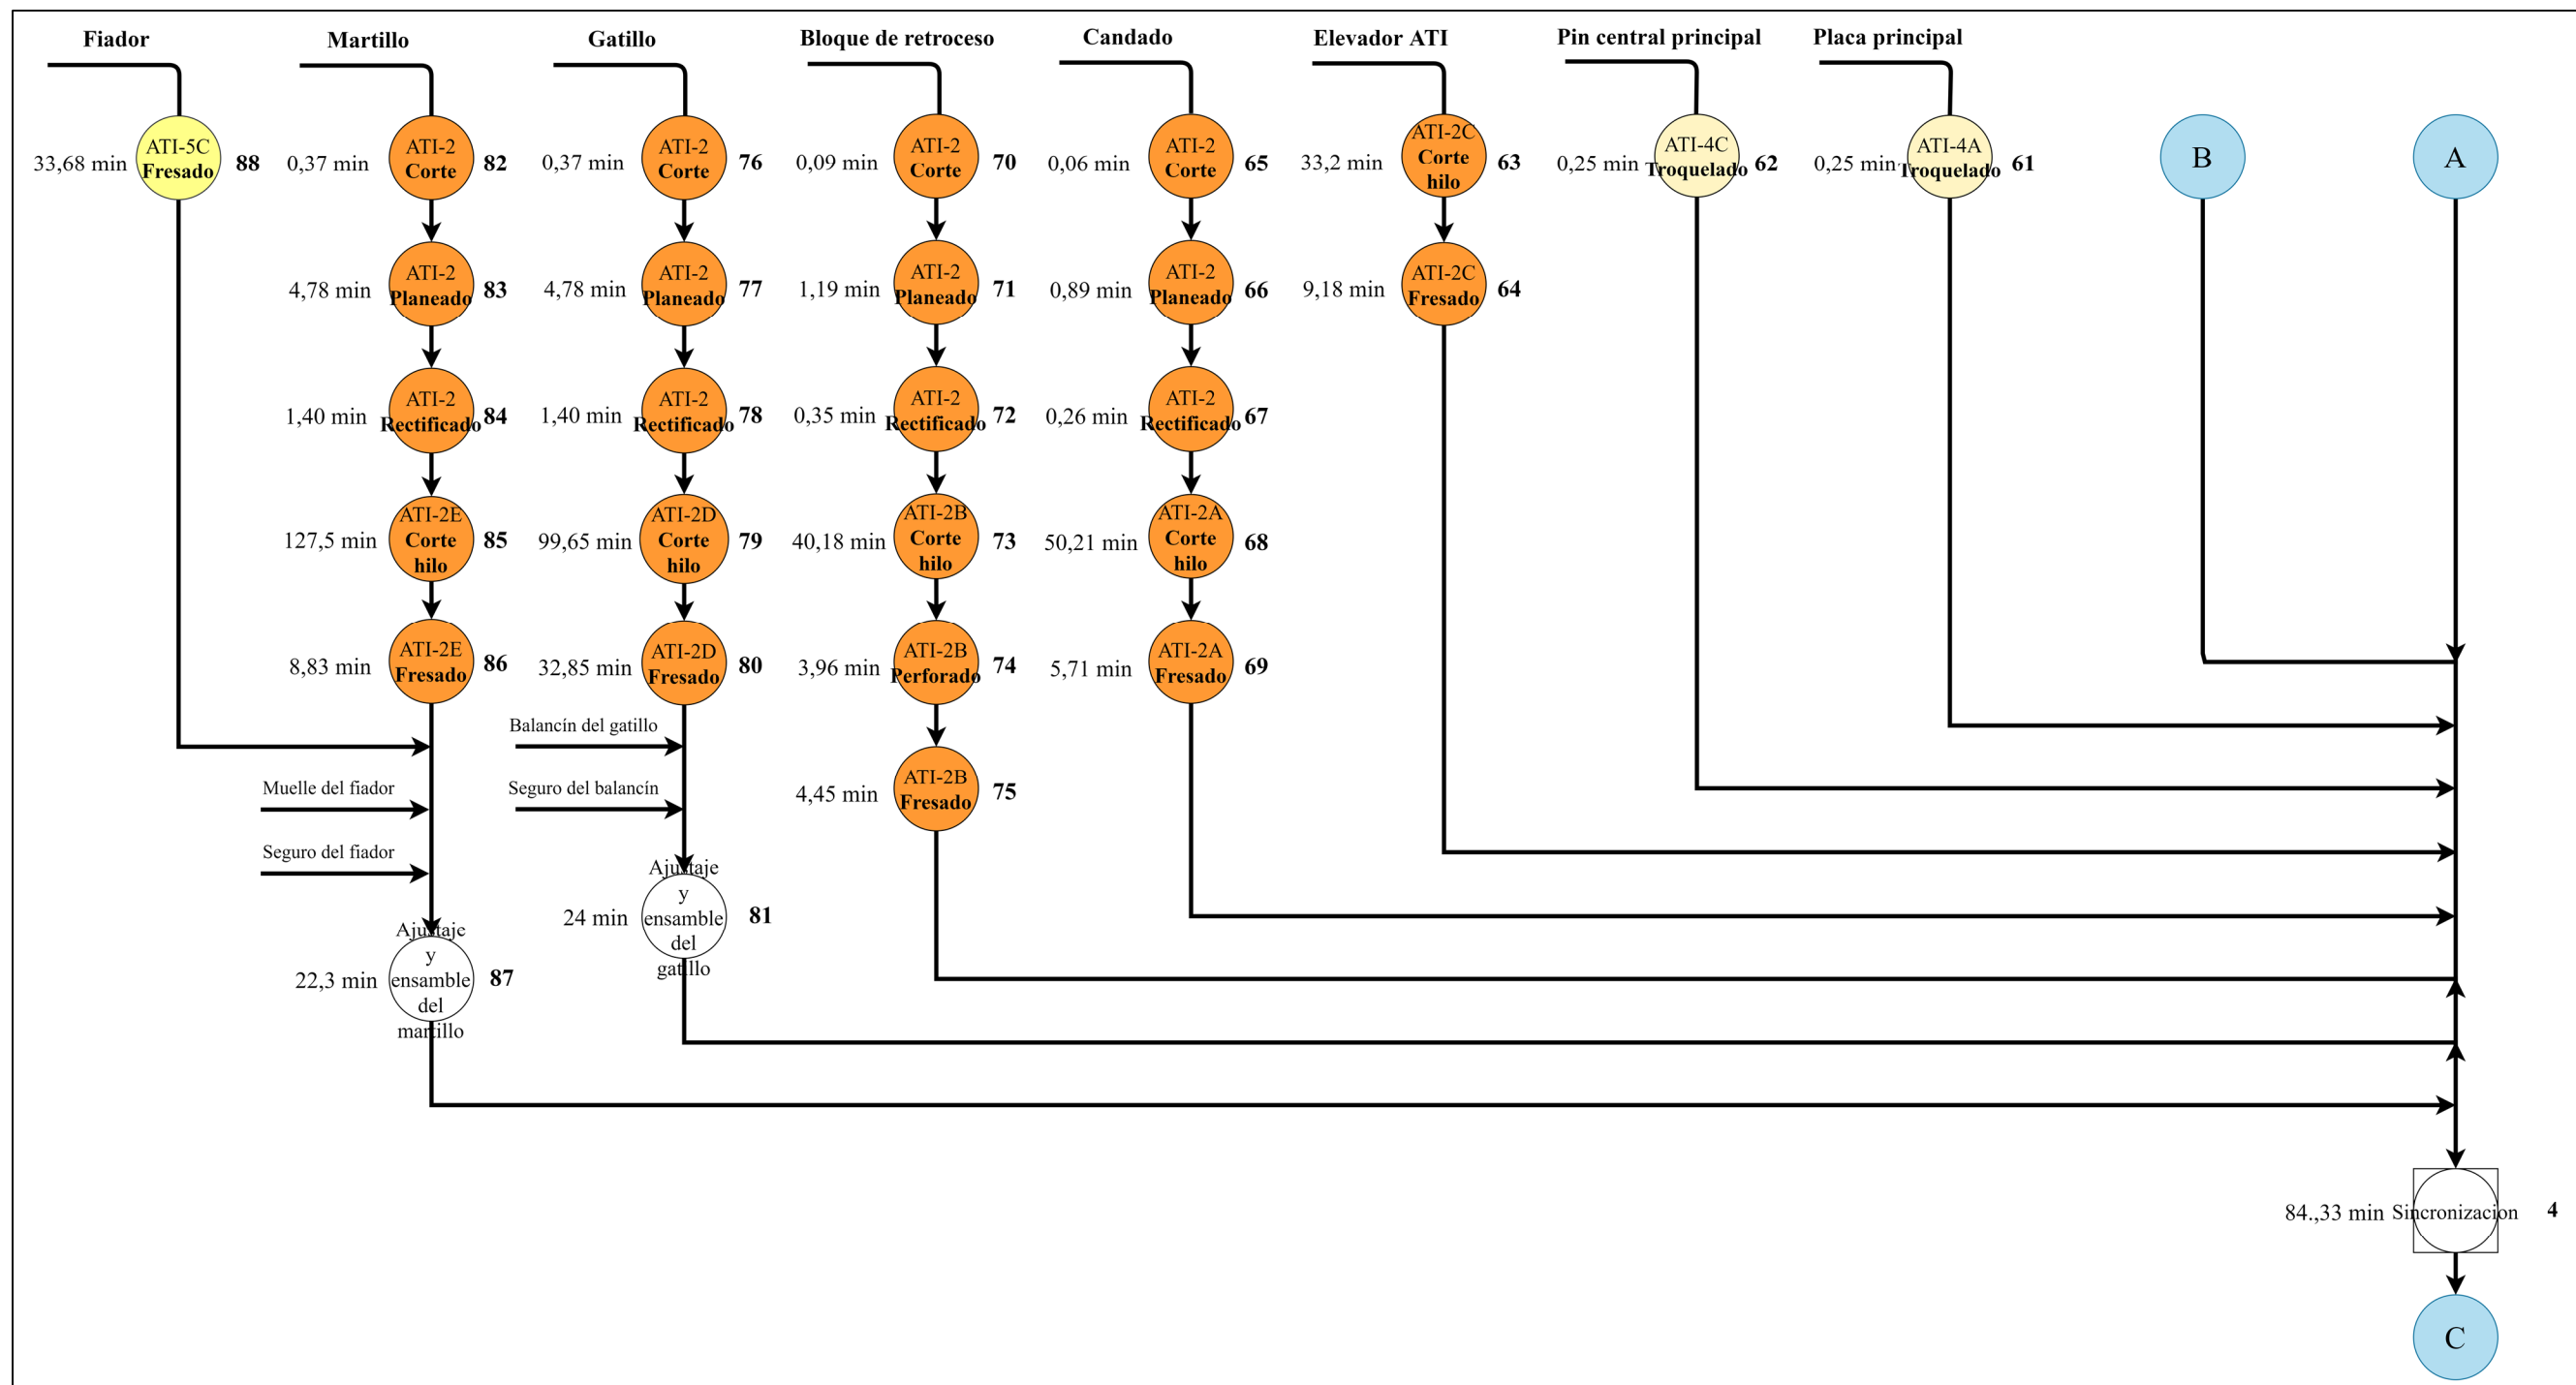 Fiador
Martillo
Gatillo
Bloque de retroceso
Candado
Elevador ATI
Pin central principal
Placa principal
33,68 min
ATI-5C
Fresado
88
0,37 min
ATI-2
Corte
82
0,37 min
ATI-2
Corte
76
0,09 min
ATI-2
Corte
70
0,06 min
ATI-2
Corte
65
33,2 min
ATI-2C
Corte
hilo
63
0,25 min
ATI-4C
Troquelado
62
0,25 min
ATI-4A
Troquelado
61
B
A
4,78 min
ATI-2
Planeado
83
4,78 min
ATI-2
Planeado
77
1,19 min
ATI-2
Planeado
71
0,89 min
ATI-2
Planeado
66
9,18 min
ATI-2C
Fresado
64
1,40 min
ATI-2
Rectificado
84
1,40 min
ATI-2
Rectificado
78
0,35 min
ATI-2
Rectificado
72
0,26 min
ATI-2
Rectificado
67
127,5 min
ATI-2E
Corte
hilo
85
99,65 min
ATI-2D
Corte
hilo
79
40,18 min
ATI-2B
Corte
hilo
73
50,21 min
ATI-2A
Corte
hilo
68
8,83 min
ATI-2E
Fresado
86
32,85 min
ATI-2D
Fresado
80
3,96 min
ATI-2B
Perforado
74
5,71 min
ATI-2A
Fresado
69
Balancín del gatillo
Muelle del fiador
Seguro del balancín
4,45 min
ATI-2B
Fresado
75
Seguro del fiador
24 min
Ajustaje
y
ensamble
del
gatillo
81
22,3 min
Ajustaje
y
ensamble
del
martillo
87
84.,33 min
Sincronizacion
4
C